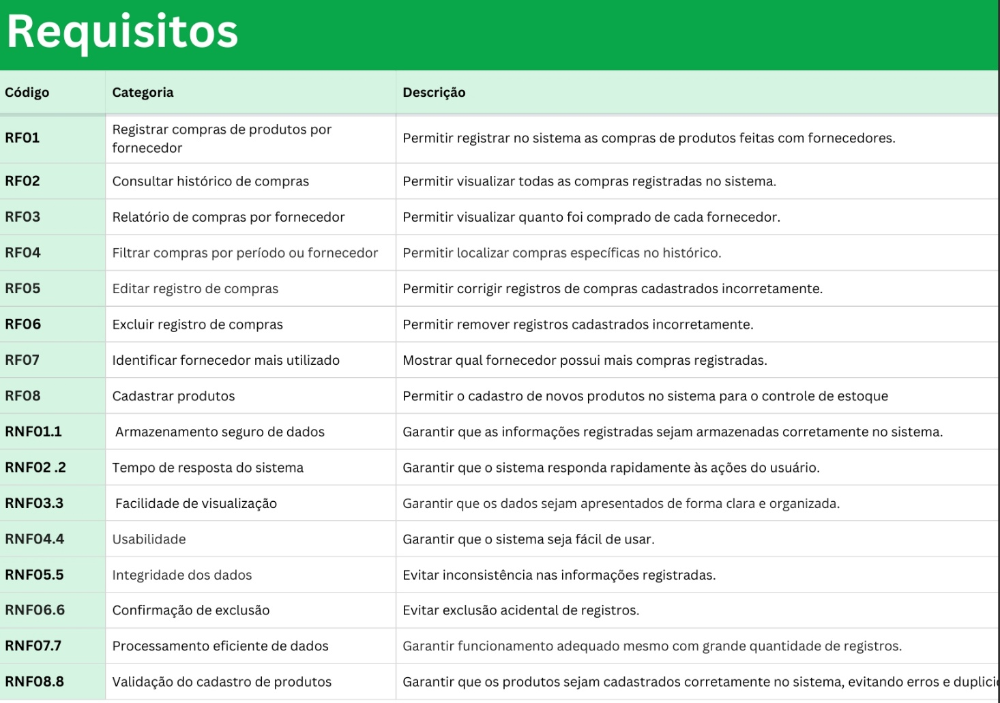 Requisitos
Código Categoria Descrição
RF01 Registrar compras de produtos por fornecedor Permitir registrar no sistema as compras de produtos feitas com fornecedores.
RF02 Consultar histórico de compras Permitir visualizar todas as compras registradas no sistema.
RF03 Relatório de compras por fornecedor Permitir visualizar quanto foi comprado de cada fornecedor.
RF04 Filtrar compras por período ou fornecedor Permitir localizar compras específicas no histórico.
RF05 Editar registro de compras Permitir corrigir registros de compras cadastrados incorretamente.
RF06 Excluir registro de compras Permitir remover registros cadastrados incorretamente.
RF07 Identificar fornecedor mais utilizado Mostrar qual fornecedor possui mais compras registradas.
RF08 Cadastrar produtos Permitir o cadastro de novos produtos no sistema para o controle de estoque
RNF01.1 Armazenamento seguro de dados Garantir que as informações registradas sejam armazenadas corretamente no sistema.
RNF02 .2 Tempo de resposta do sistema Garantir que o sistema responda rapidamente às ações do usuário.
RNF03.3 Facilidade de visualização Garantir que os dados sejam apresentados de forma clara e organizada.
RNF04.4 Usabilidade Garantir que o sistema seja fácil de usar.
RNF05.5 Integridade dos dados Evitar inconsistência nas informações registradas.
RNF06.6 Confirmação de exclusão Evitar exclusão acidental de registros.
RNF07.7 Processamento eficiente de dados Garantir funcionamento adequado mesmo com grande quantidade de registros.
RNF08.8 Validação do cadastro de produtos Garantir que os produtos sejam cadastrados corretamente no sistema, evitando erros e